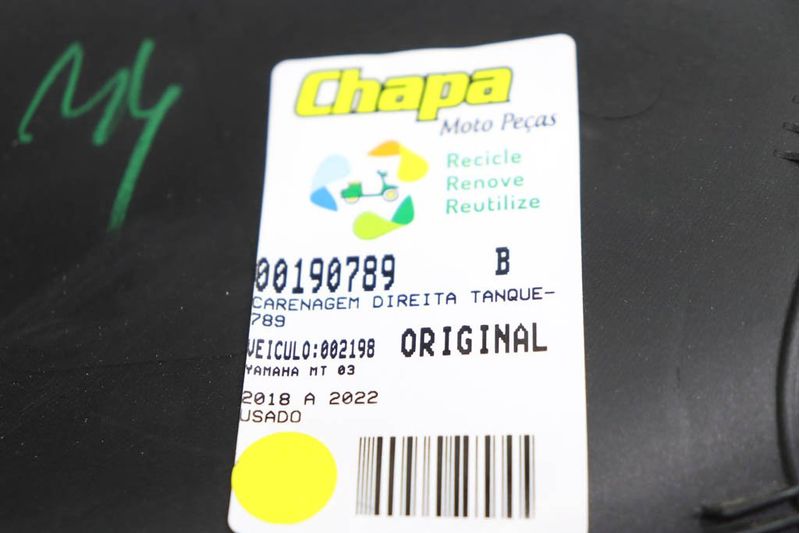 Chapa
Moto Peças
Recicle
Renove
Reutilize
00190789 B
CARENAGEM DIREITA TANQUE-
789
VEICULO:002198 ORIGINAL
YAMAHA MT 03
2018 A 2022
USADO